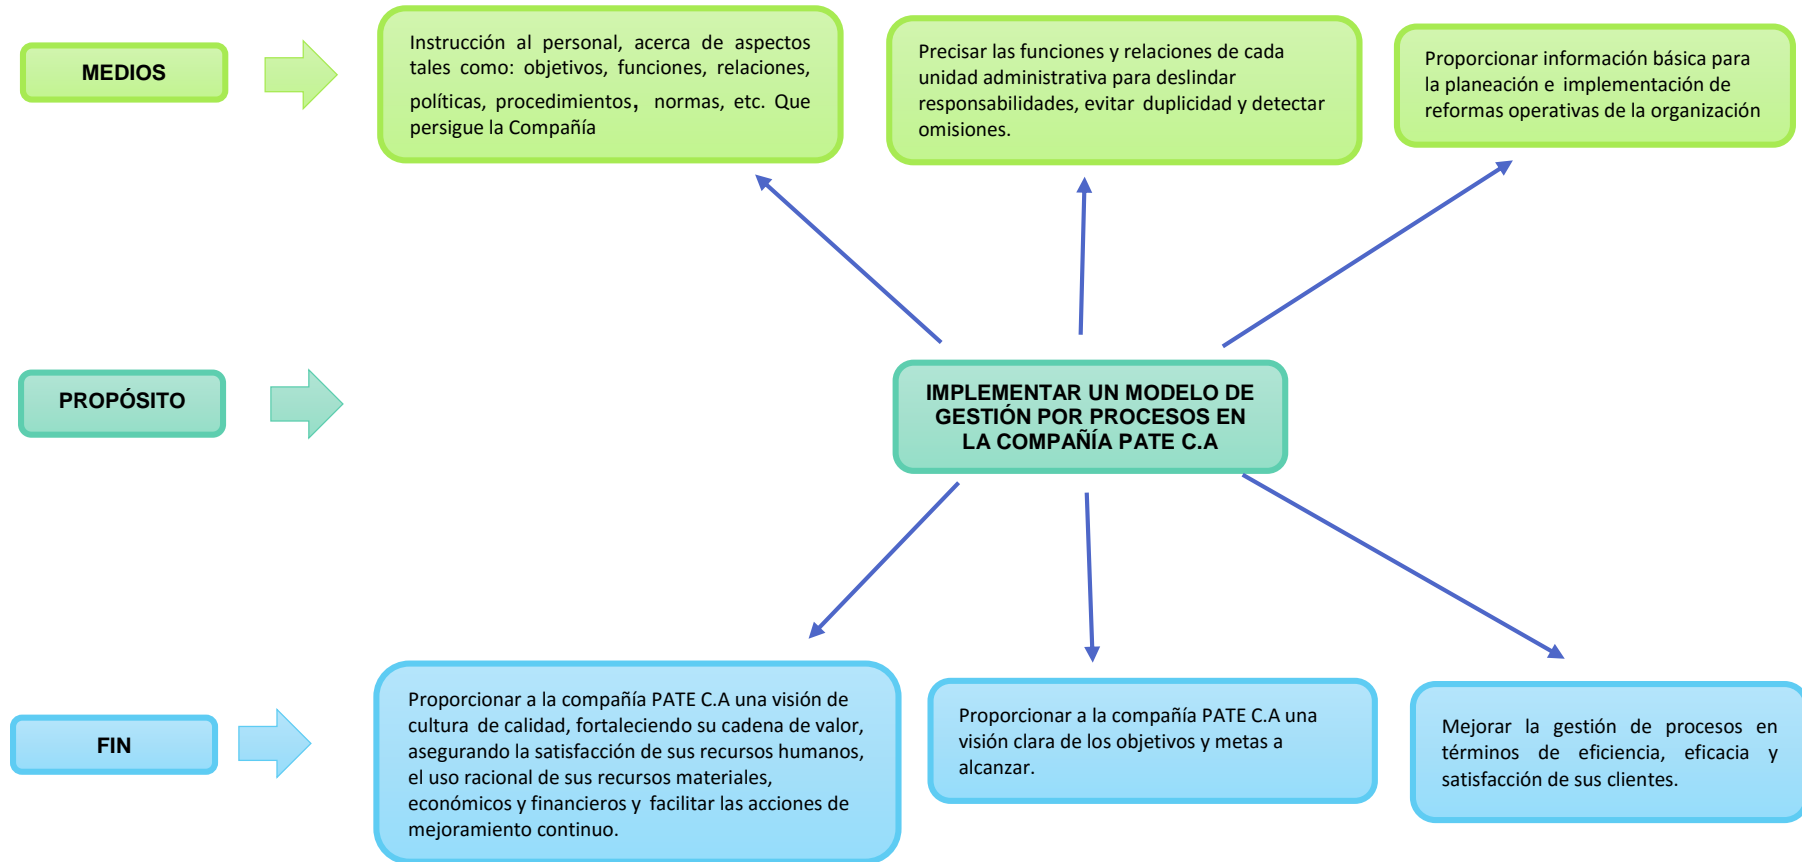 MEDIOS
Instrucción al personal, acerca de aspectos
tales como: objetivos, funciones, relaciones,
políticas, procedimientos, normas, etc. Que
persigue la Compañía
Precisar las funciones y relaciones de cada
unidad administrativa para deslindar
responsabilidades, evitar duplicidad y detectar
omisiones.
Proporcionar información básica para
la planeación e implementación de
reformas operativas de la organización
PROPÓSITO
IMPLEMENTAR UN MODELO DE
GESTIÓN POR PROCESOS EN
LA COMPAÑÍA PATE C.A
FIN
Proporcionar a la compañía PATE C.A una visión de
cultura de calidad, fortaleciendo su cadena de valor,
asegurando la satisfacción de sus recursos humanos,
el uso racional de sus recursos materiales,
económicos y financieros y facilitar las acciones de
mejoramiento continuo.
Proporcionar a la compañía PATE C.A una
visión clara de los objetivos y metas a
alcanzar.
Mejorar la gestión de procesos en
términos de eficiencia, eficacia y
satisfacción de sus clientes.